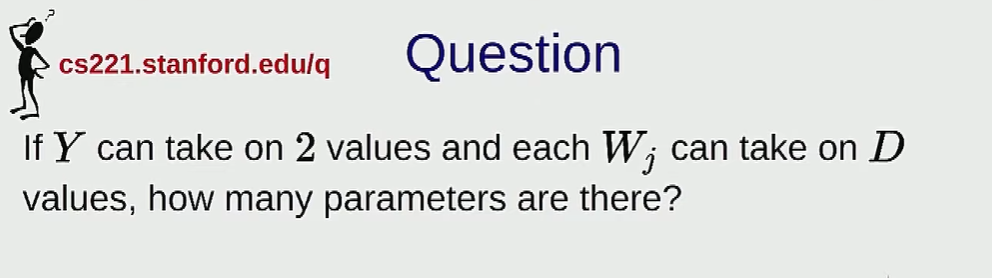 ?
cs221.stanford.edu/q
Question
If Y can take on 2 values and each W_j can take on D
values, how many parameters are there?